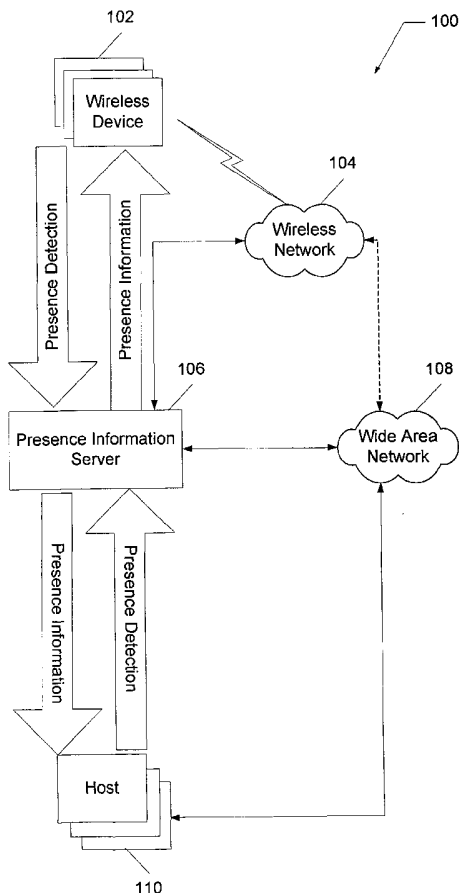 102
100
Wireless
Device
104
Wireless
Network
Presence Detection
Presence Information
106
108
Presence Information
Server
Wide Area
Network
Presence Information
Presence Detection
Host
110